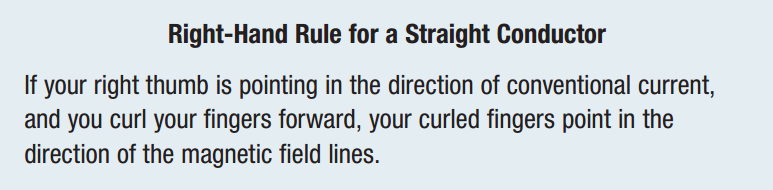 Right-Hand Rule for a Straight Conductor
If your right thumb is pointing in the direction of conventional current,
and you curl your fingers forward, your curled fingers point in the
direction of the magnetic field lines.